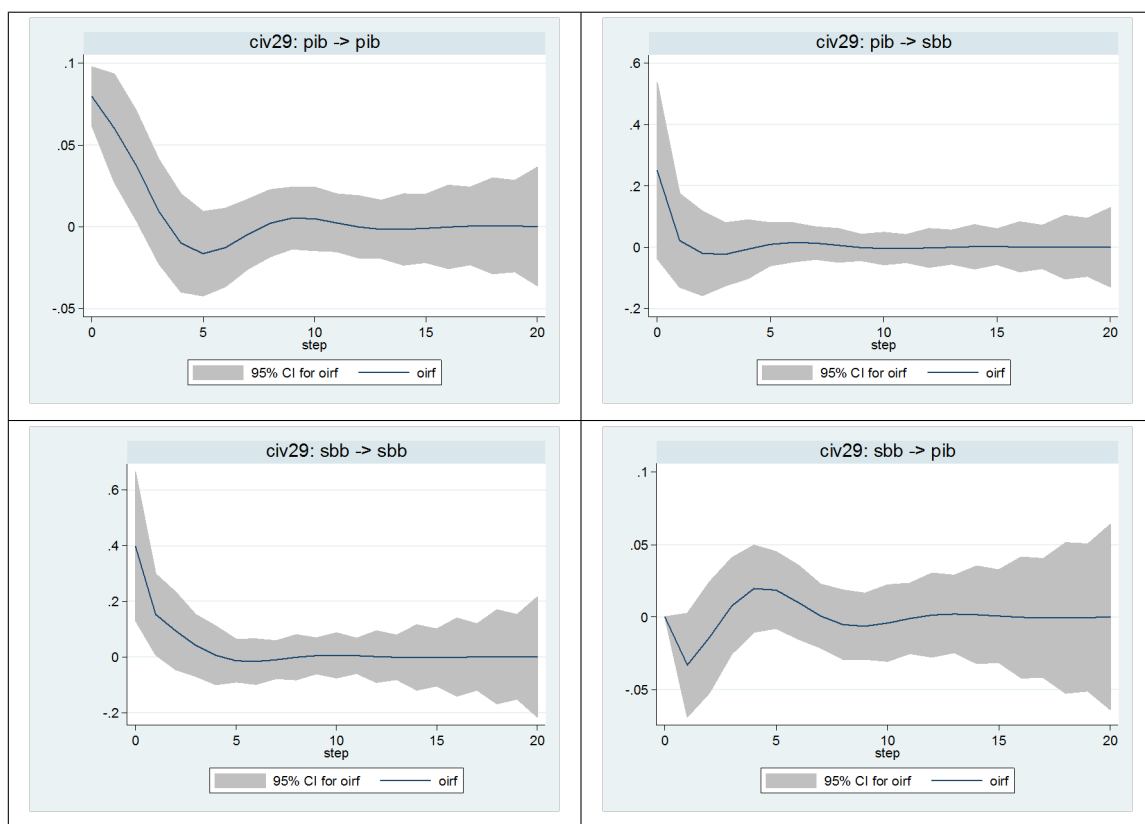 civ29: pib -> pib
.1
.05
0
-.05
0 5 10 15 20
step
95% CI for oirf oirf
civ29: pib -> sbb
.6
.4
.2
0
-.2
0 5 10 15 20
step
95% CI for oirf oirf
civ29: sbb -> sbb
.6
.4
.2
0
-.2
0 5 10 15 20
step
95% CI for oirf oirf
civ29: sbb -> pib
.1
.05
0
-.05
0 5 10 15 20
step
95% CI for oirf oirf